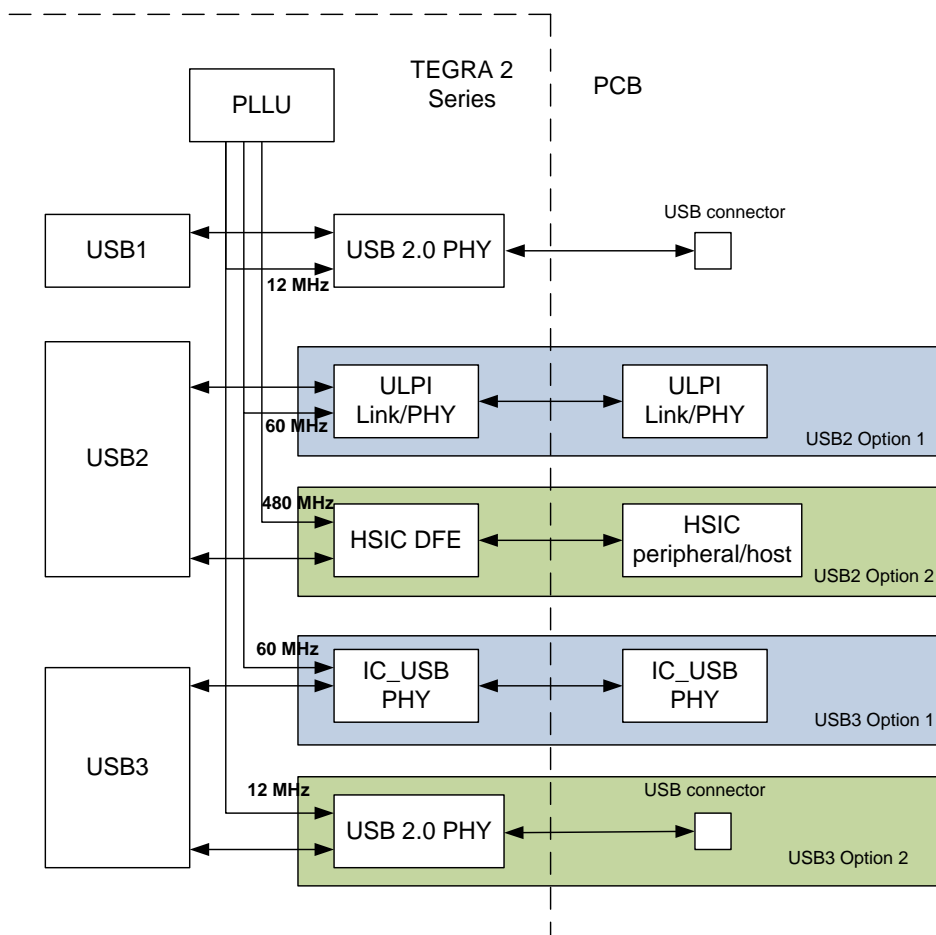 TEGRA 2
Series
PCB
PLLU
USB connector
USB1
USB 2.0 PHY
12 MHz
USB2
ULPI
Link/PHY
ULPI
Link/PHY
60 MHz
USB2 Option 1
480 MHz
HSIC DFE
HSIC
peripheral/host
USB2 Option 2
60 MHz
IC_USB
PHY
IC_USB
PHY
USB3 Option 1
USB3
12 MHz
USB connector
USB 2.0 PHY
USB3 Option 2